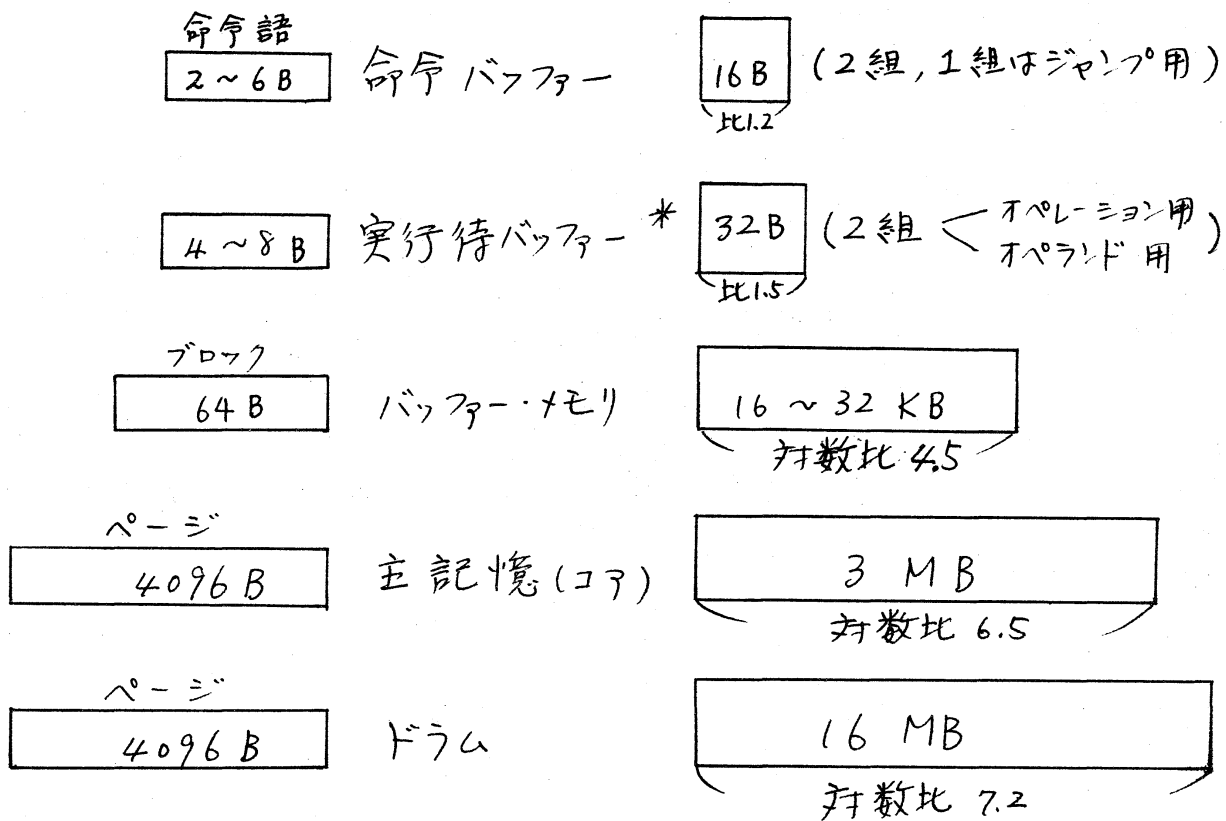 命令語
2～6B 命令バッファー 16B (2組, 1組はジャンプ用)
比1.2
4～8B 実行待バッファー * 32B (2組 オペレーション用
オペランド用)
比1.5
ブロック
64B バッファー・メモリ 16～32KB
対数比 4.5
ページ
4096B 主記憶(コア) 3MB
対数比 6.5
ページ
4096B ドラム 16MB
対数比 7.2